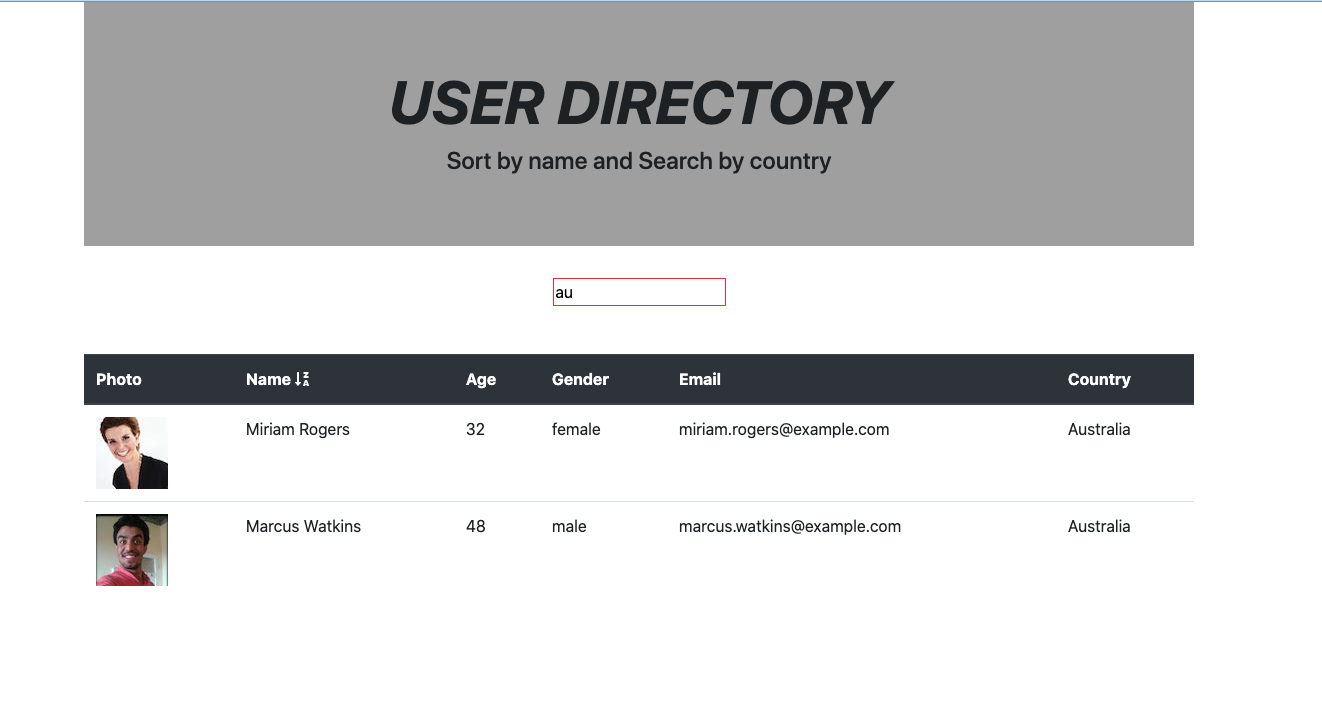 USER DIRECTORY
Sort by name and Search by country
au
Photo Name Age Gender Email Country
Miriam Rogers 32 female miriam.rogers@example.com Australia
Marcus Watkins 48 male marcus.watkins@example.com Australia